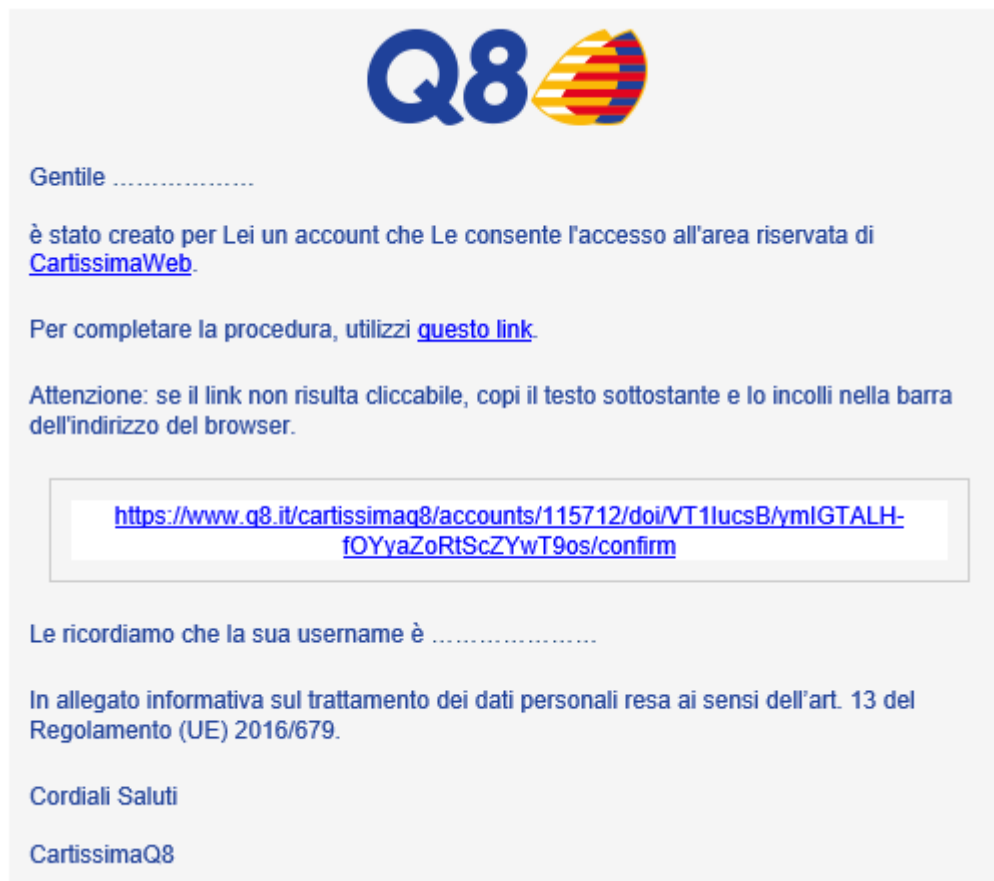 Q8
Gentile ………………
è stato creato per Lei un account che Le consente l'accesso all'area riservata di
CartissimaWeb.
Per completare la procedura, utilizzi questo link.
Attenzione: se il link non risulta cliccabile, copi il testo sottostante e lo incolli nella barra
dell'indirizzo del browser.
https://www.q8.it/cartissimaq8/accounts/115712/doi/VT1lucsB/ymIGTALH-
fOYyaZoRtScZYwT9os/confirm
Le ricordiamo che la sua username è …………………
In allegato informativa sul trattamento dei dati personali resa ai sensi dell'art. 13 del
Regolamento (UE) 2016/679.
Cordiali Saluti
CartissimaQ8